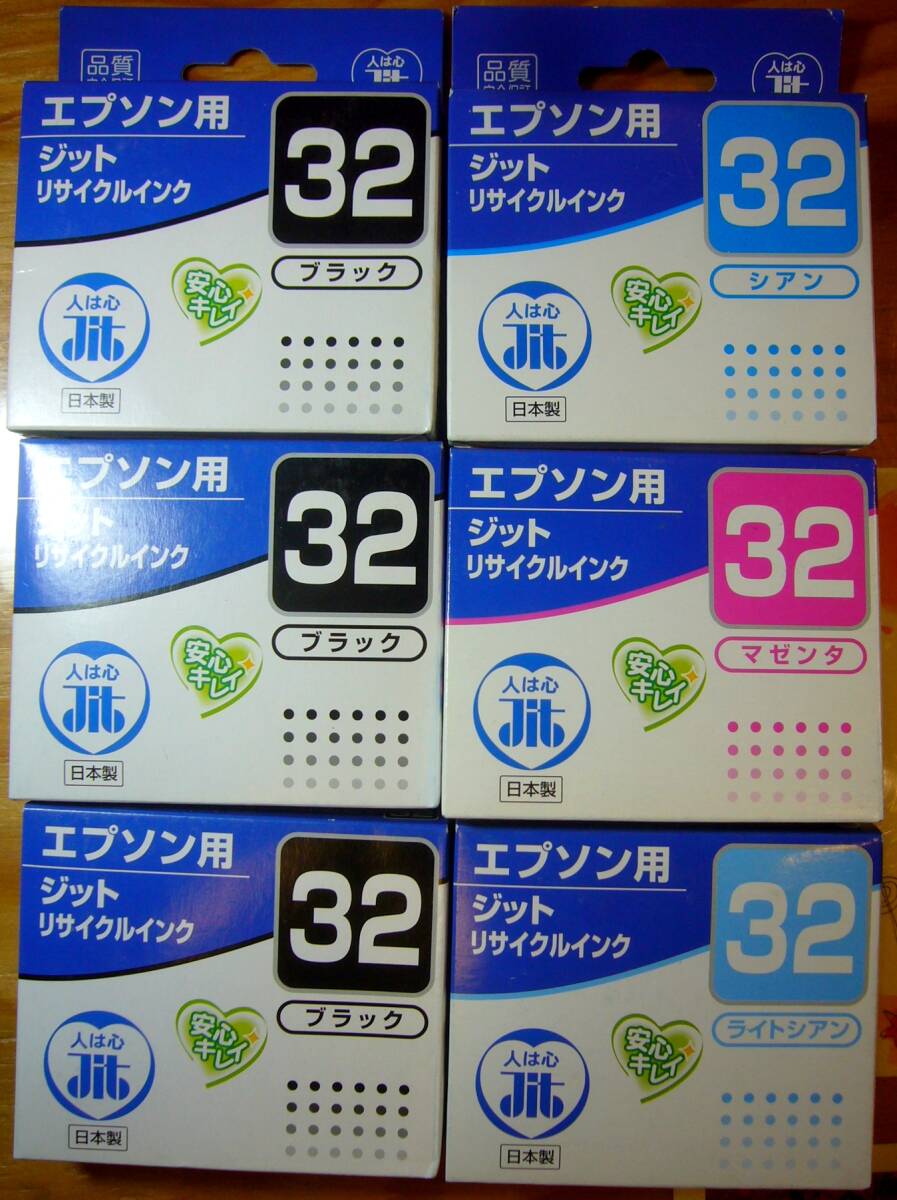 品質
人は心
Jit
エプソン用
ジット
リサイクルインク
32
ブラック
人は心
Jit
安心
キレイ
日本製
品質
人は心
Jit
エプソン用
ジット
リサイクルインク
32
シアン
人は心
Jit
安心
キレイ
日本製
エプソン用
ジット
リサイクルインク
32
ブラック
人は心
Jit
安心
キレイ
日本製
エプソン用
ジット
リサイクルインク
32
マゼンタ
人は心
Jit
安心
キレイ
日本製
エプソン用
ジット
リサイクルインク
32
ブラック
人は心
Jit
安心
キレイ
日本製
エプソン用
ジット
リサイクルインク
32
ライトシアン
人は心
Jit
安心
キレイ
日本製